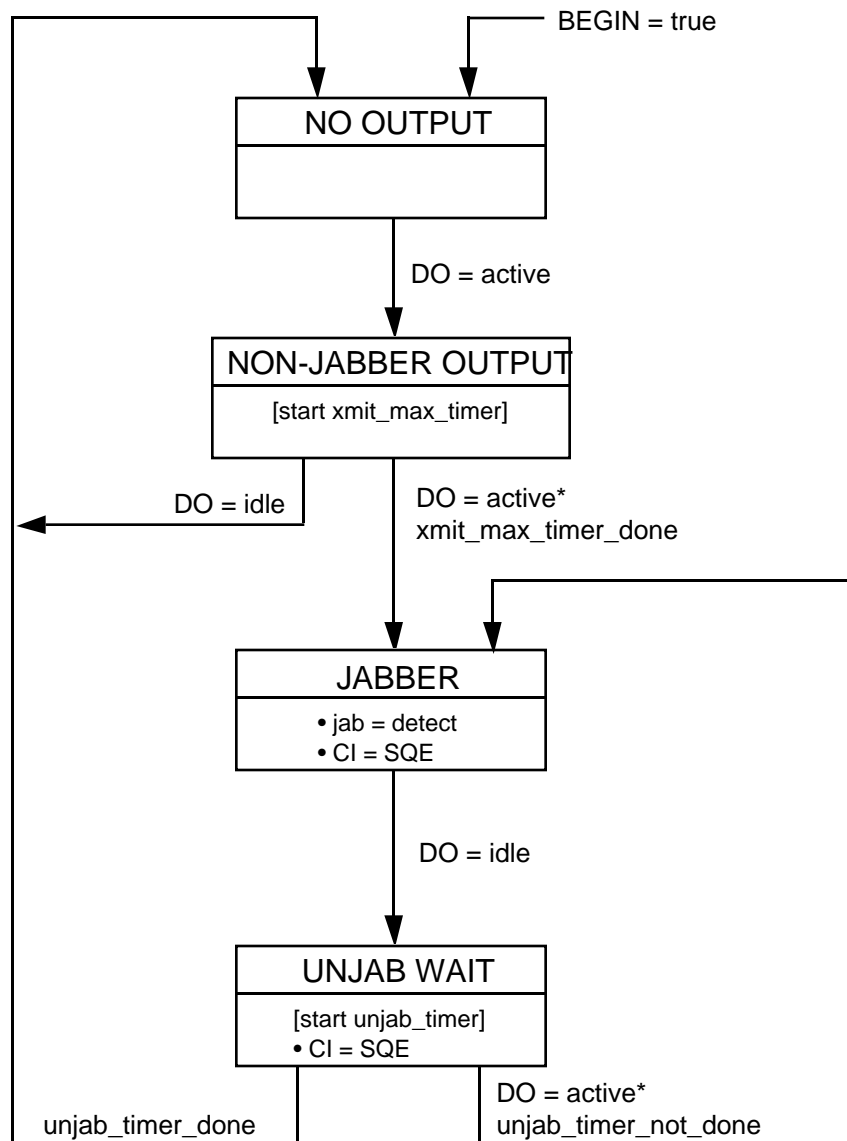 BEGIN = true
NO OUTPUT
DO = active
NON-JABBER OUTPUT
[start xmit_max_timer]
DO = idle
DO = active*
xmit_max_timer_done
JABBER
• jab = detect
• CI = SQE
DO = idle
UNJAB WAIT
[start unjab_timer]
• CI = SQE
unjab_timer_done
DO = active*
unjab_timer_not_done